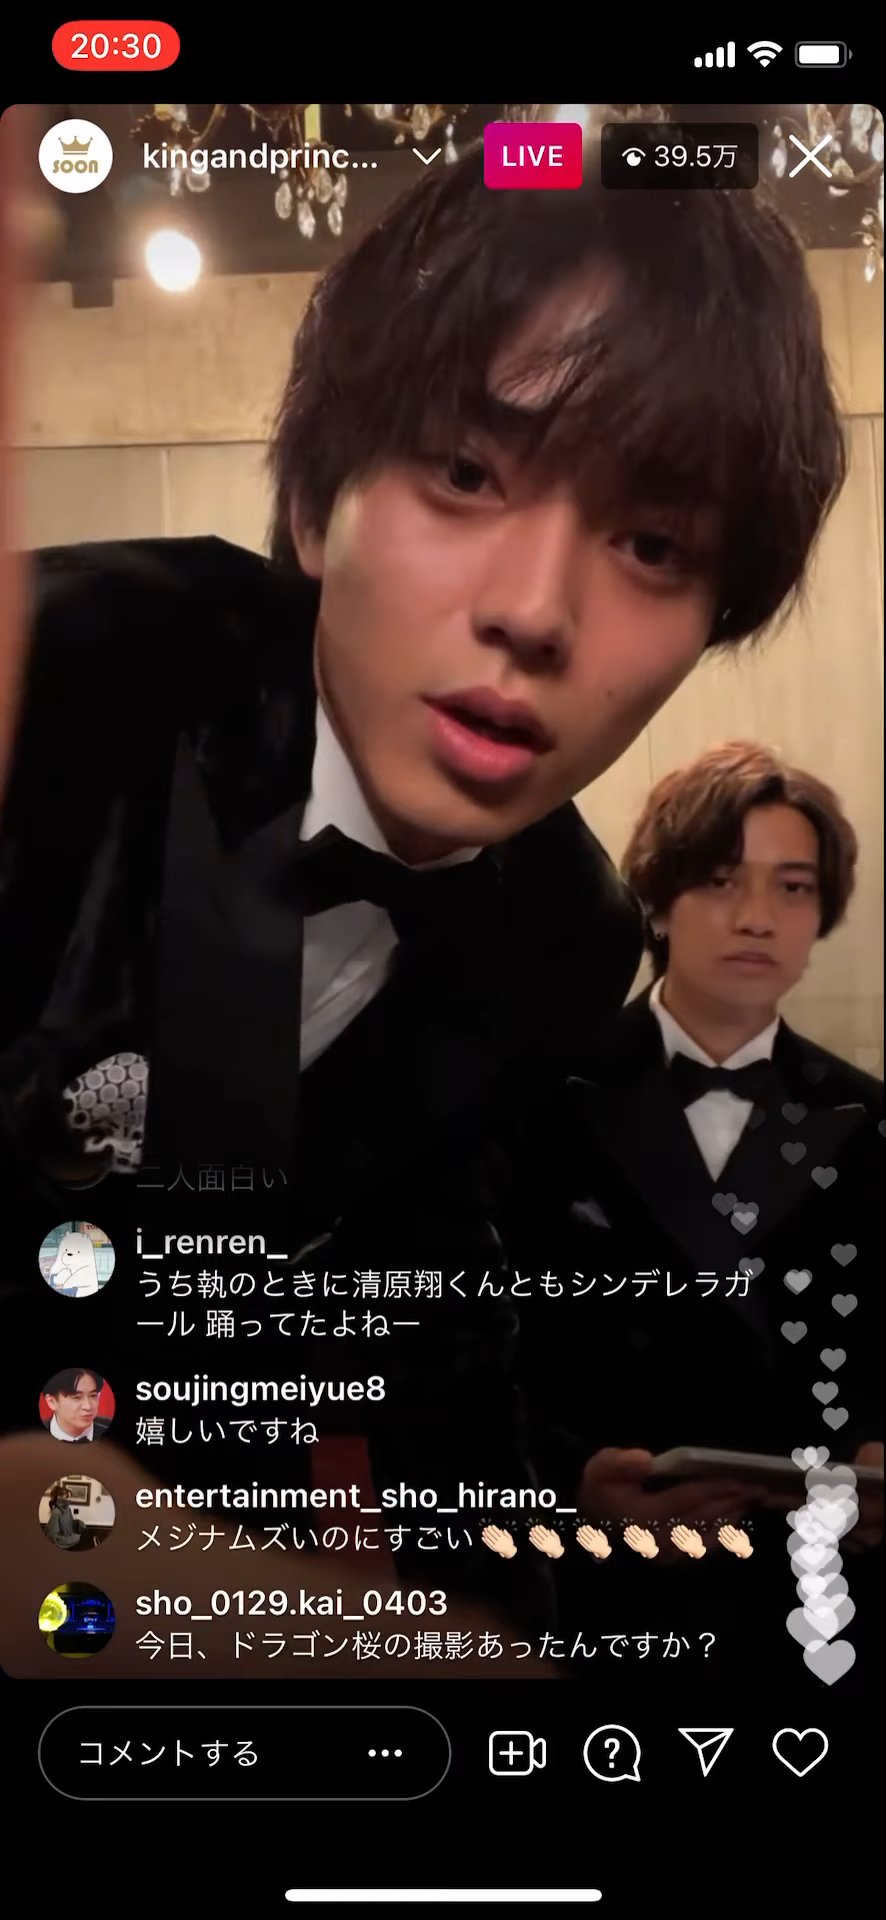 20:30
SOON
kingandprinc...
LIVE
39.5万
二人面白い
i_renren_
うち執のときに清原翔くんともシンデレラガ
ール 踊ってたよねー
soujingmeiyue8
嬉しいですね
entertainment_sho_hirano_
メジナムズいのにすごい👏🏻👏🏻👏🏻👏🏻👏🏻👏🏻
sho_0129.kai_0403
今日、ドラゴン桜の撮影あったんですか？
コメントする